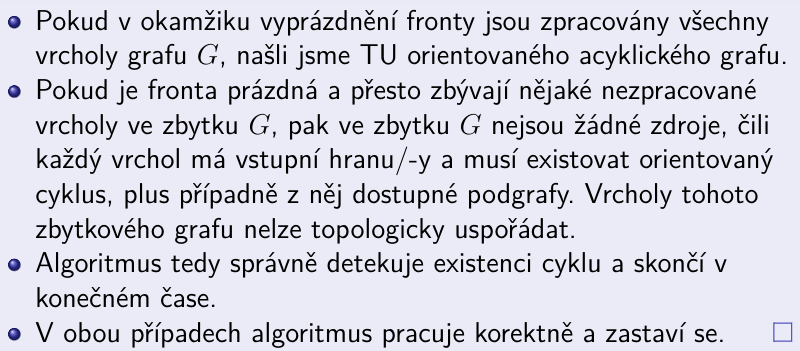 Pokud v okamžiku vyprázdnění fronty jsou zpracovány všechny
vrcholy grafu G, našli jsme TU orientovaného acyklického grafu.
Pokud je fronta prázdná a přesto zbývají nějaké nezpracované
vrcholy ve zbytku G, pak ve zbytku G nejsou žádné zdroje, čili
každý vrchol má vstupní hranu/-y a musí existovat orientovaný
cyklus, plus případně z něj dostupné podgrafy. Vrcholy tohoto
zbytkového grafu nelze topologicky uspořádat.
Algoritmus tedy správně detekuje existenci cyklu a skončí v
konečném čase.
V obou případech algoritmus pracuje korektně a zastaví se. □